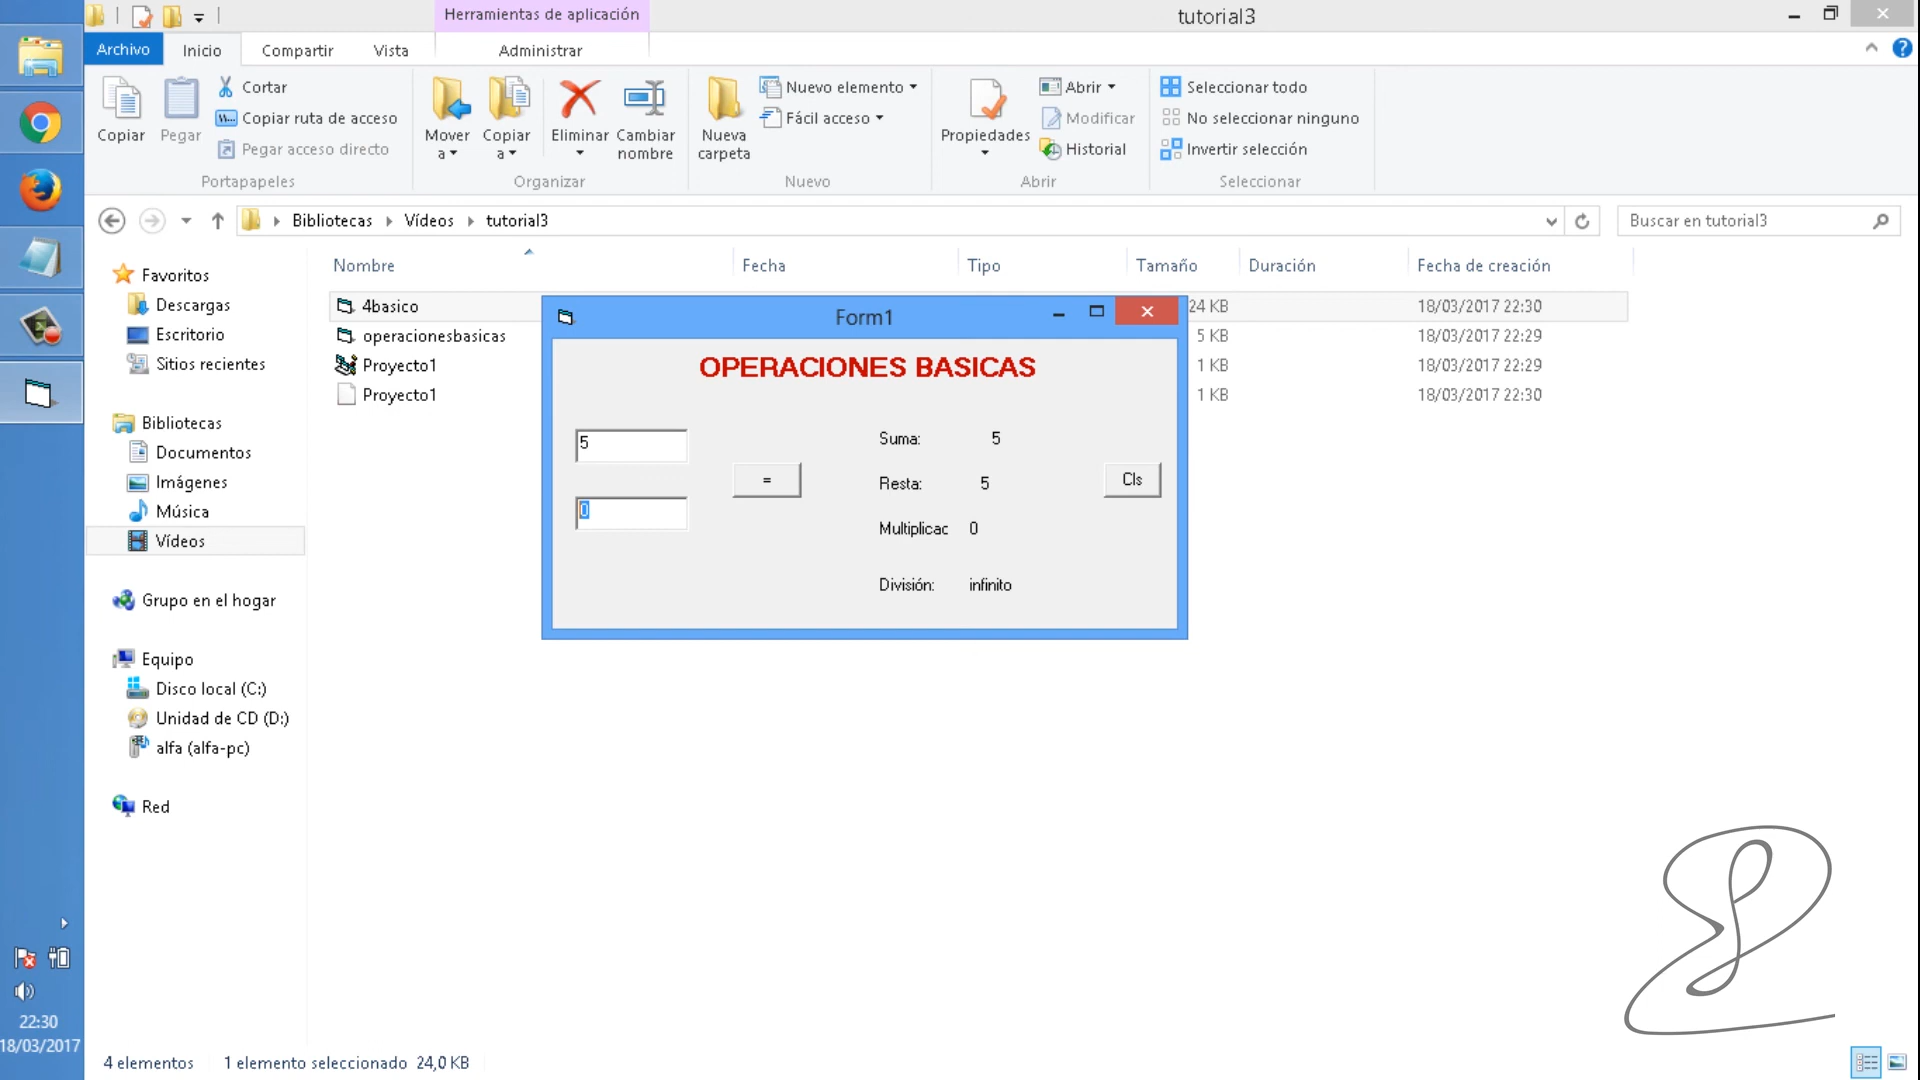 Herramientas de aplicación
tutorial3
Archivo
Inicio
Compartir
Vista
Administrar
Copiar
Pegar
Cortar
Copiar ruta de acceso
Pegar acceso directo
Portapapeles
Mover a
Copiar a
Eliminar
Cambiar nombre
Organizar
Nueva carpeta
Nuevo elemento
Fácil acceso
Nuevo
Propiedades
Abrir
Modificar
Historial
Abrir
Seleccionar todo
No seleccionar ninguno
Invertir selección
Seleccionar
Bibliotecas
Vídeos
tutorial3
Buscar en tutorial3
Nombre
Fecha
Tipo
Tamaño
Duración
Fecha de creación
Favoritos
Descargas
Escritorio
Sitios recientes
Bibliotecas
Documentos
Imágenes
Música
Vídeos
Grupo en el hogar
Equipo
Disco local (C:)
Unidad de CD (D:)
alfa (alfa-pc)
Red
4basico 24 KB 18/03/2017 22:30
operacionesbasicas 5 KB 18/03/2017 22:29
Proyecto1 1 KB 18/03/2017 22:29
Proyecto1 1 KB 18/03/2017 22:30
Form1
OPERACIONES BASICAS
5
0
=
Suma: 5
Resta: 5
Multiplicac 0
División: infinito
Cls
22:30
18/03/2017
4 elementos
1 elemento seleccionado 24,0 KB